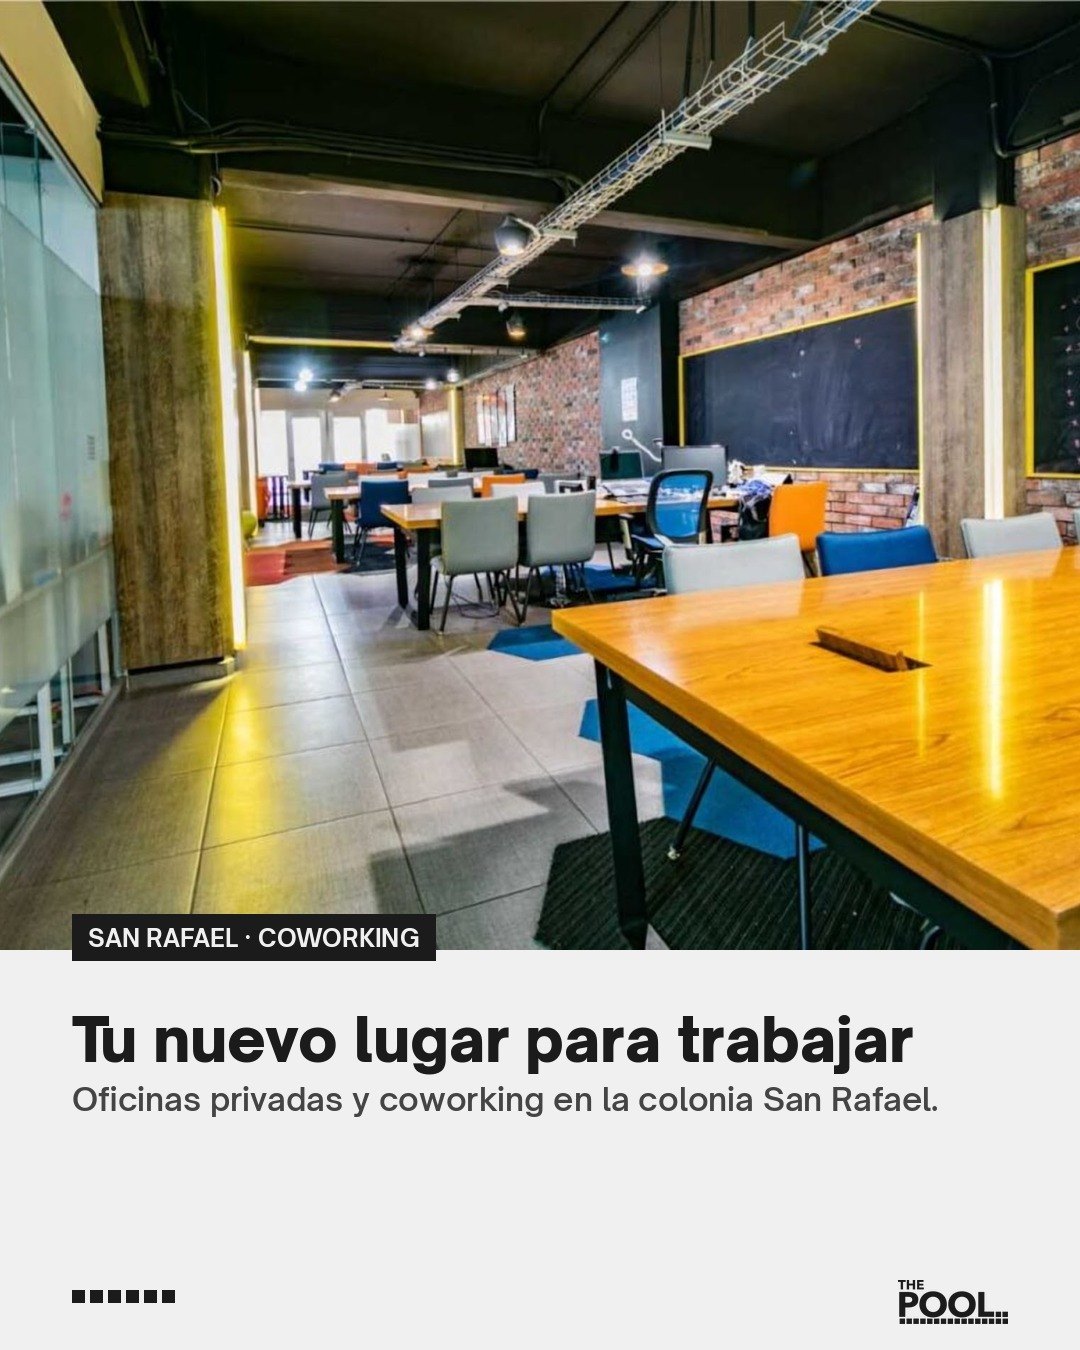 SAN RAFAEL · COWORKING
Tu nuevo lugar para trabajar
Oficinas privadas y coworking en la colonia San Rafael.
THE
POOL